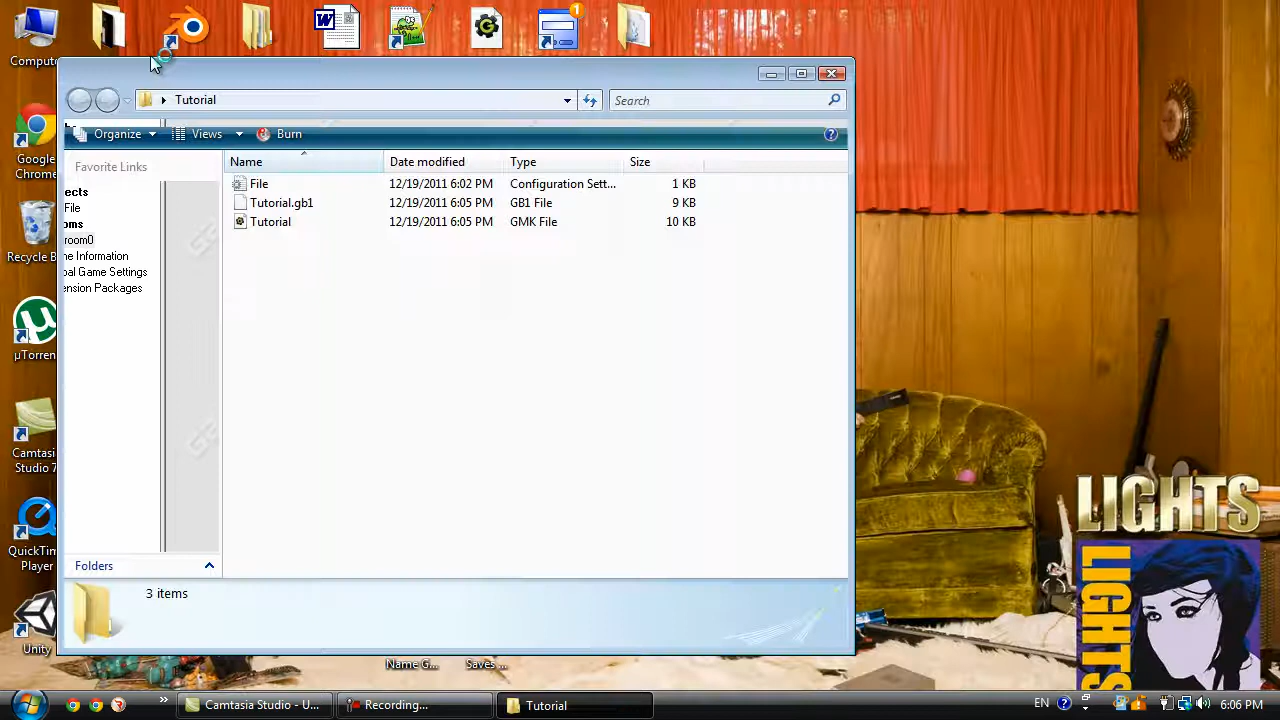 Comput
Tutorial
Search
Organize
Views
Burn
Favorite Links
Name
Date modified
Type
Size
ects
File
oms
room0
ne Information
bal Game Settings
ension Packages
File 12/19/2011 6:02 PM Configuration Sett... 1 KB
Tutorial.gb1 12/19/2011 6:05 PM GB1 File 9 KB
Tutorial 12/19/2011 6:05 PM GMK File 10 KB
Google
Chrome
Recycle B
µTorren
Camtas
Studio 7
QuickTim
Player
Unity
Folders
3 items
Name G...
Saves ...
LIGHTS
LIGHTS
1
Camtasia Studio - U...
Recording...
Tutorial
EN
6:06 PM